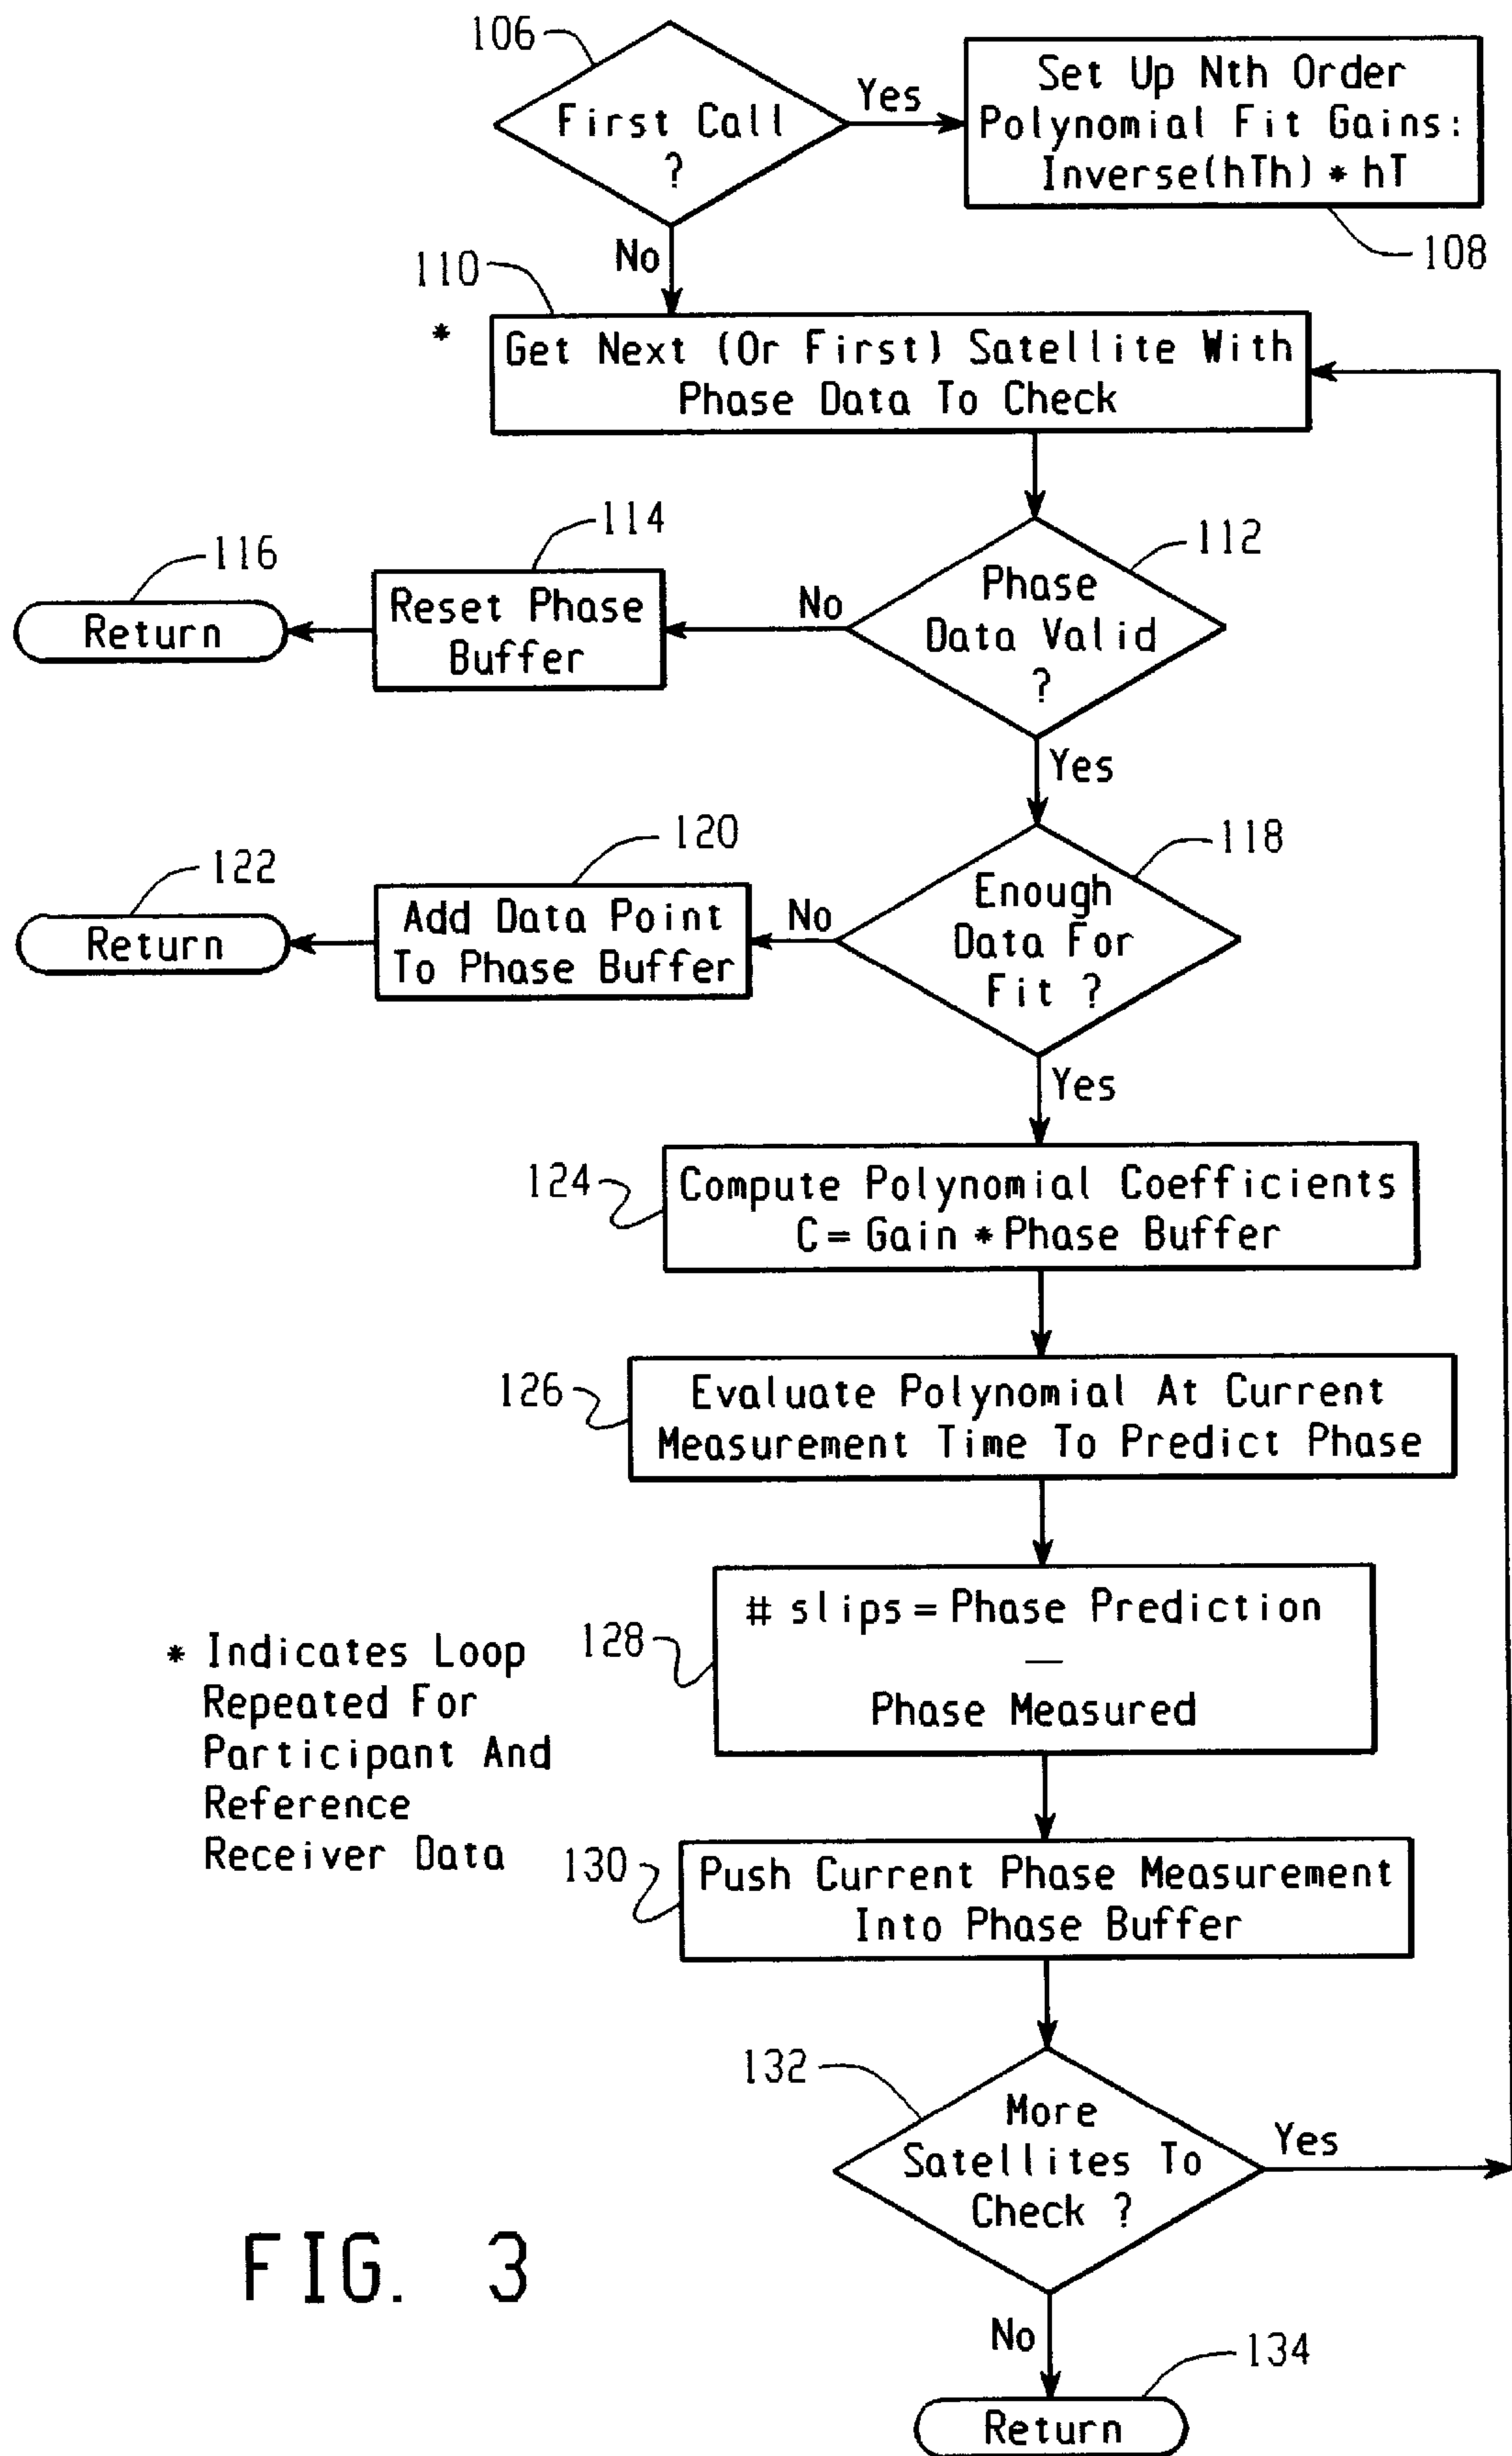 106
First Call
?
Yes
Set Up Nth Order
Polynomial Fit Gains:
Inverse(hTh) * hT
108
No
110
*
Get Next (Or First) Satellite With
Phase Data To Check
112
Phase
Data Valid
?
No
114
Reset Phase
Buffer
116
Return
Yes
118
Enough
Data For
Fit ?
No
120
Add Data Point
To Phase Buffer
122
Return
Yes
124
Compute Polynomial Coefficients
C = Gain * Phase Buffer
126
Evaluate Polynomial At Current
Measurement Time To Predict Phase
128
# slips = Phase Prediction
—
Phase Measured
* Indicates Loop
Repeated For
Participant And
Reference
Receiver Data
130
Push Current Phase Measurement
Into Phase Buffer
132
More
Satellites To
Check ?
Yes
No
134
Return
FIG. 3